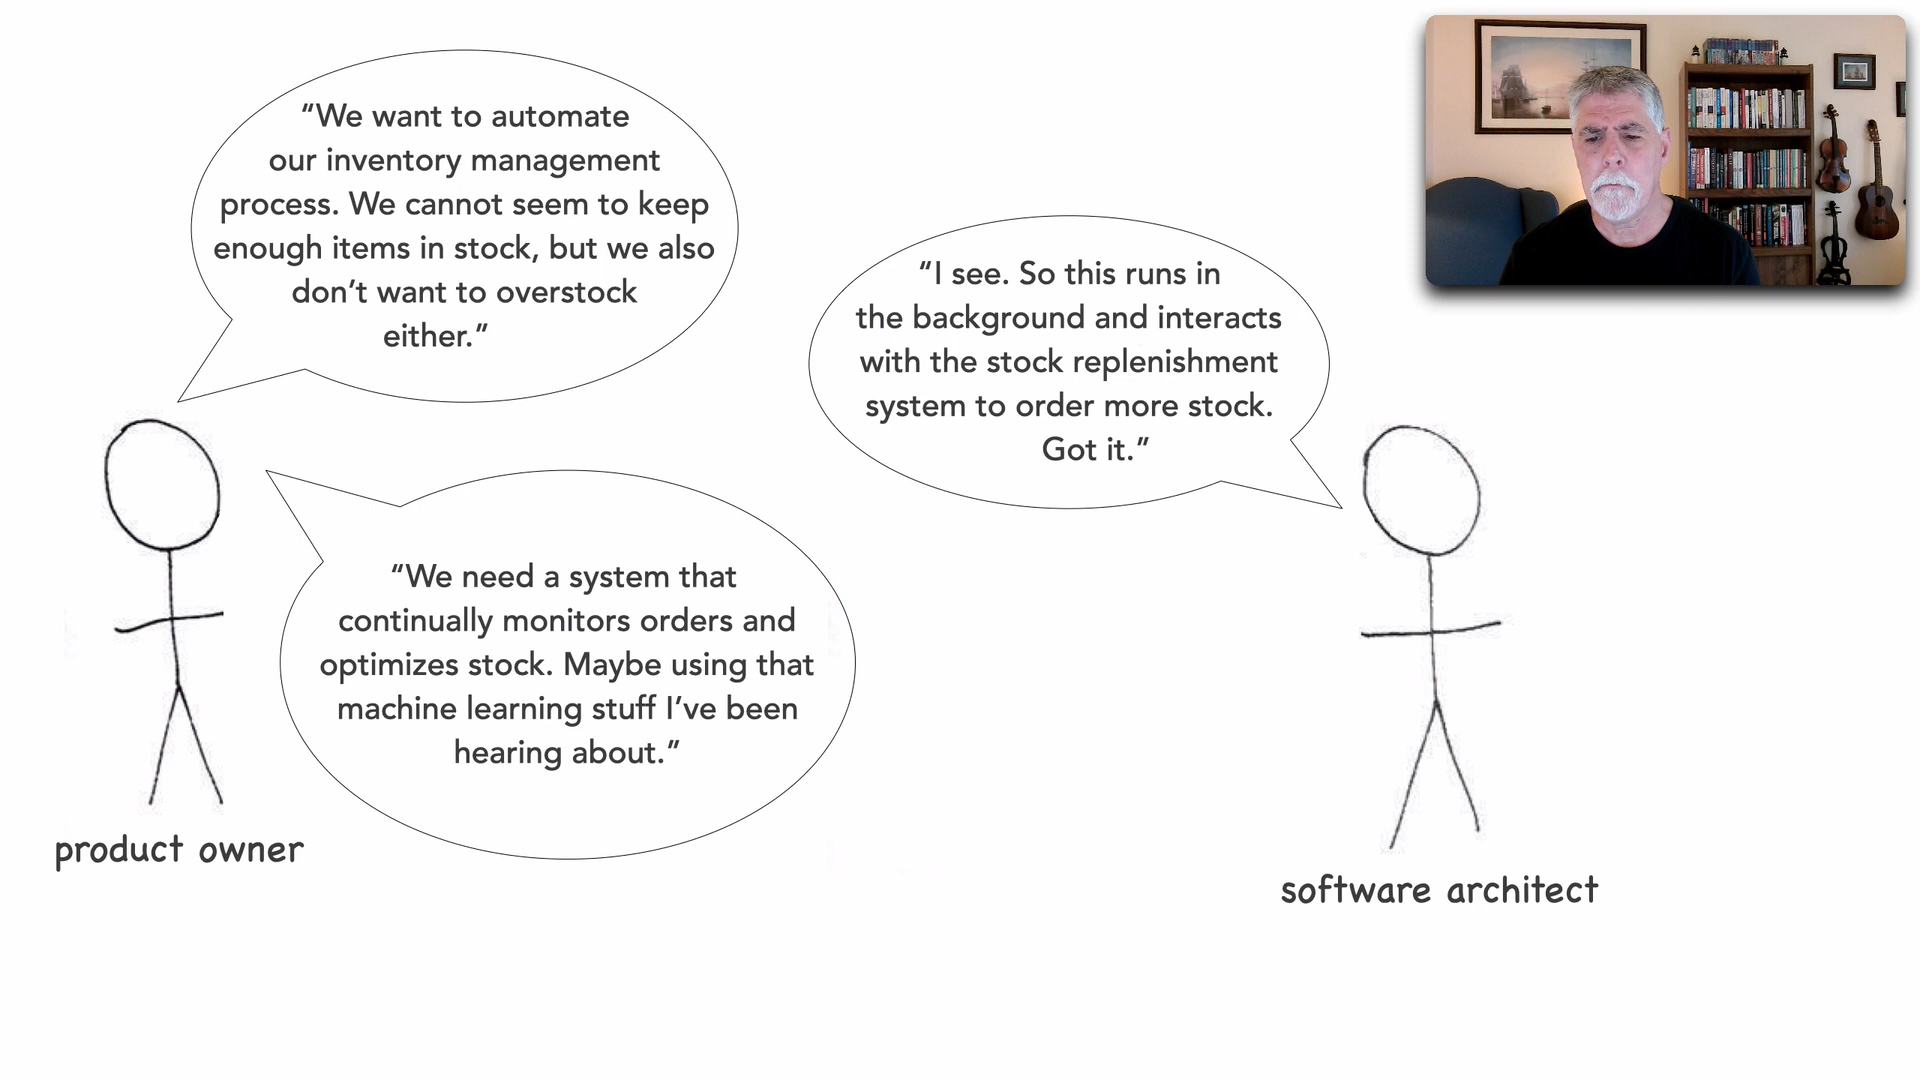 “We want to automate
our inventory management
process. We cannot seem to keep
enough items in stock, but we also
don’t want to overstock
either.”
“I see. So this runs in
the background and interacts
with the stock replenishment
system to order more stock.
Got it.”
“We need a system that
continually monitors orders and
optimizes stock. Maybe using that
machine learning stuff I’ve been
hearing about.”
product owner
software architect